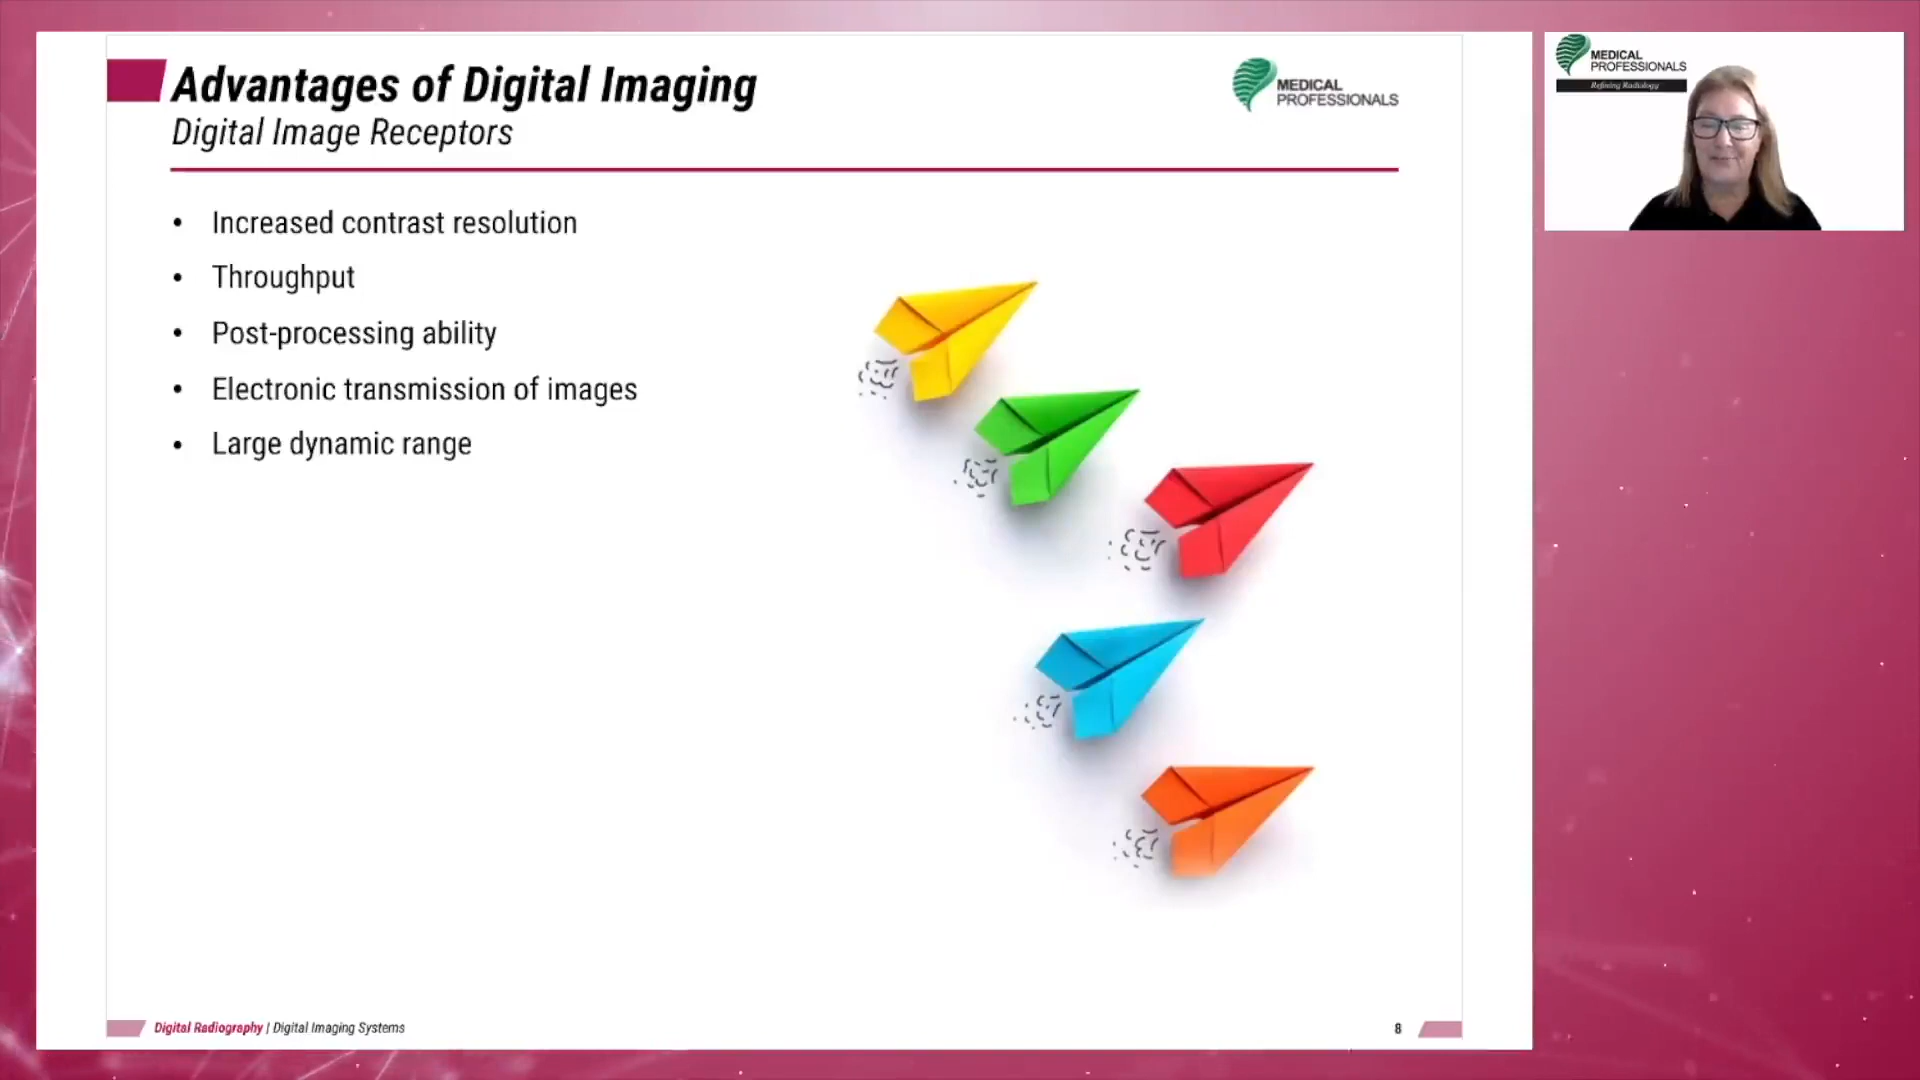 Advantages of Digital Imaging
Digital Image Receptors
MEDICAL
PROFESSIONALS
• Increased contrast resolution
• Throughput
• Post-processing ability
• Electronic transmission of images
• Large dynamic range
Digital Radiography | Digital Imaging Systems
8
MEDICAL
PROFESSIONALS
Refining Radiology